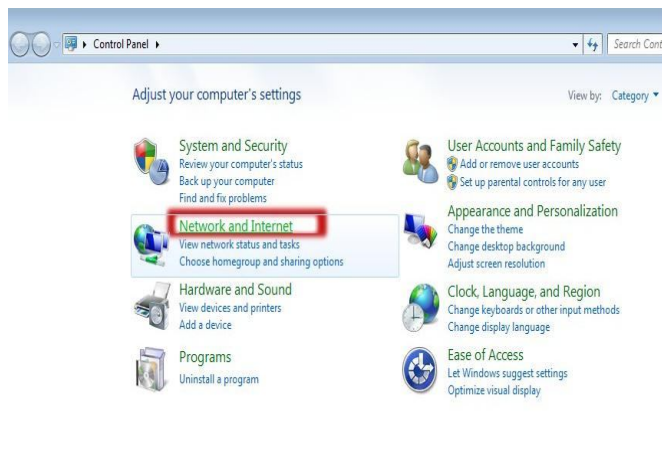 Control Panel
Search Cont
Adjust your computer's settings
View by: Category
System and Security
Review your computer's status
Back up your computer
Find and fix problems
Network and Internet
View network status and tasks
Choose homegroup and sharing options
Hardware and Sound
View devices and printers
Add a device
Programs
Uninstall a program
User Accounts and Family Safety
Add or remove user accounts
Set up parental controls for any user
Appearance and Personalization
Change the theme
Change desktop background
Adjust screen resolution
Clock, Language, and Region
Change keyboards or other input methods
Change display language
Ease of Access
Let Windows suggest settings
Optimize visual display